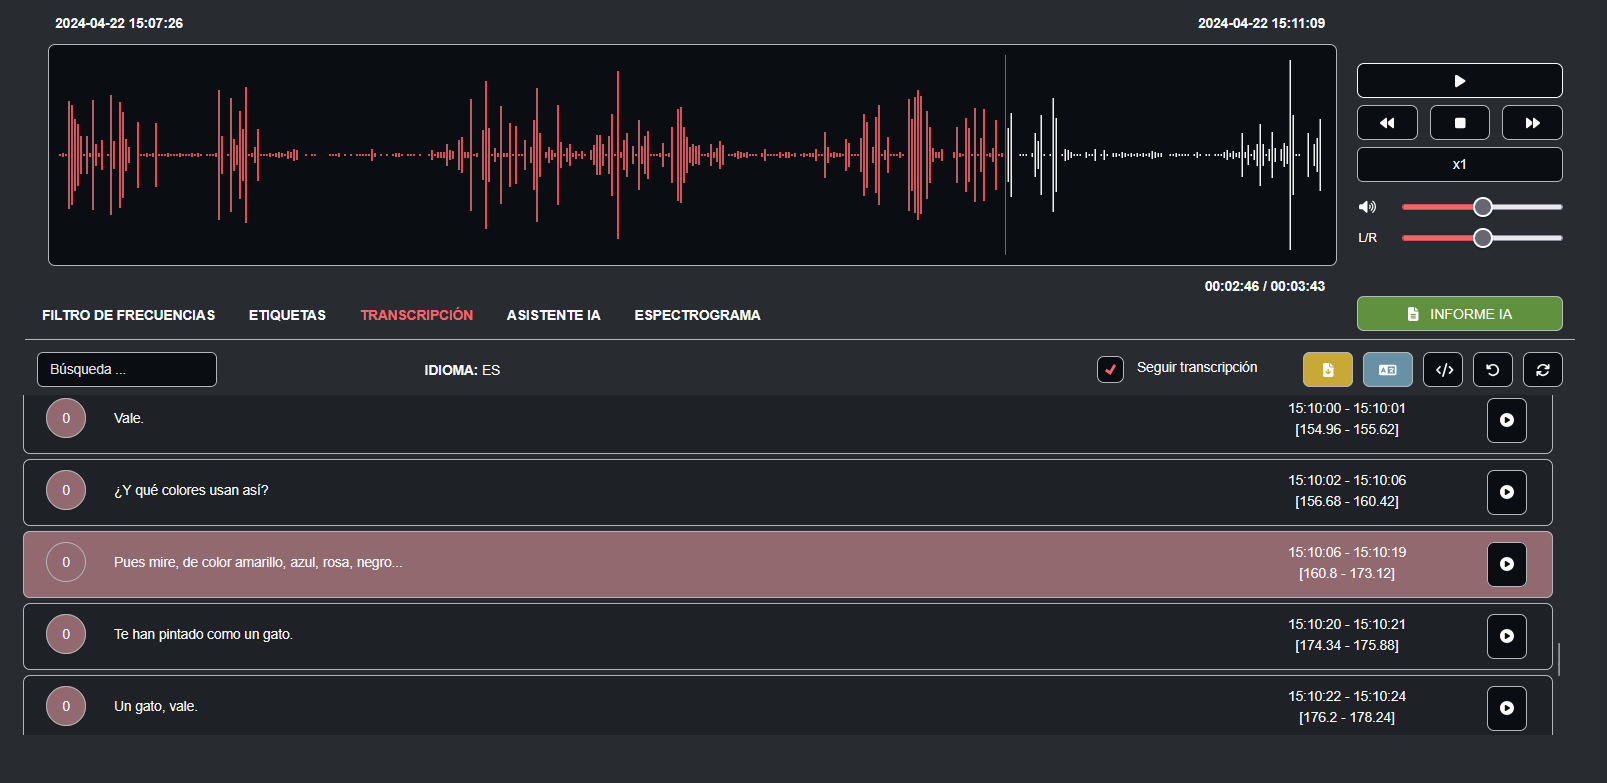 2024-04-22 15:07:26
2024-04-22 15:11:09
x1
L/R
00:02:46 / 00:03:43
FILTRO DE FRECUENCIAS
ETIQUETAS
TRANSCRIPCIÓN
ASISTENTE IA
ESPECTROGRAMA
INFORME IA
Búsqueda ...
IDIOMA: ES
Seguir transcripción
0
Vale.
15:10:00 - 15:10:01
[154.96 - 155.62]
0
¿Y qué colores usan así?
15:10:02 - 15:10:06
[156.68 - 160.42]
0
Pues mire, de color amarillo, azul, rosa, negro...
15:10:06 - 15:10:19
[160.8 - 173.12]
0
Te han pintado como un gato.
15:10:20 - 15:10:21
[174.34 - 175.88]
0
Un gato, vale.
15:10:22 - 15:10:24
[176.2 - 178.24]